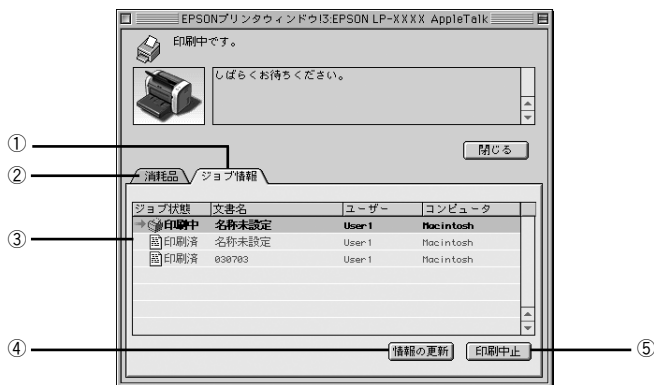 EPSONプリンタウィンドウ!3:EPSON LP-XXXX AppleTalk
印刷中です。
しばらくお待ちください。
閉じる
①
② 消耗品 ジョブ情報
ジョブ状態 文書名 ユーザー コンピュータ
印刷中 名称未設定 User1 Macintosh
③ 印刷済 名称未設定 User1 Macintosh
印刷済 030703 User1 Macintosh
④ 情報の更新 印刷中止 ⑤